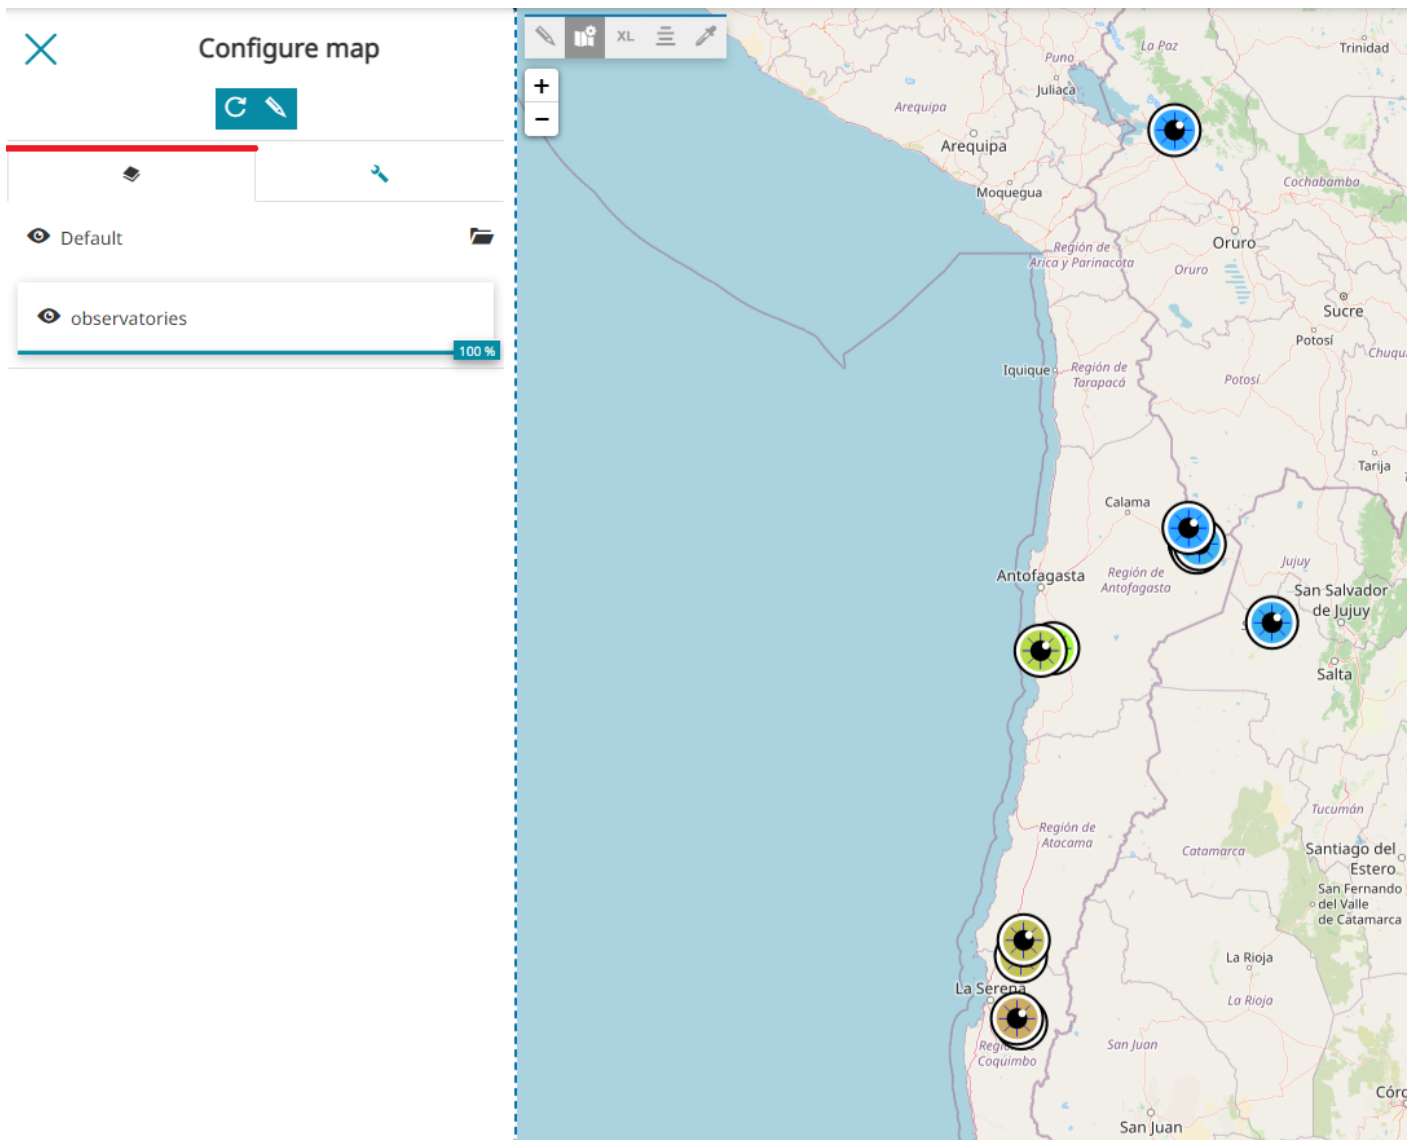 Configure map
Default
observatories
100 %
XL
+
−
La Paz
Trinidad
Puno
Juliaca
Arequipa
Arequipa
Moquegua
Cochabamba
Oruro
Región de
Arica y Parinacota
Oruro
Sucre
Potosí
Chuqu
Iquique
Región de
Tarapacá
Potosí
Tarija
Calama
Antofagasta
Región de
Antofagasta
Jujuy
San Salvador
de Jujuy
Salta
Región de
Atacama
Tucumán
Catamarca
Santiago del
Estero
San Fernando
del Valle
de Catamarca
La Rioja
La Serena
La Rioja
San Juan
Coquimbo
Córd
San Juan